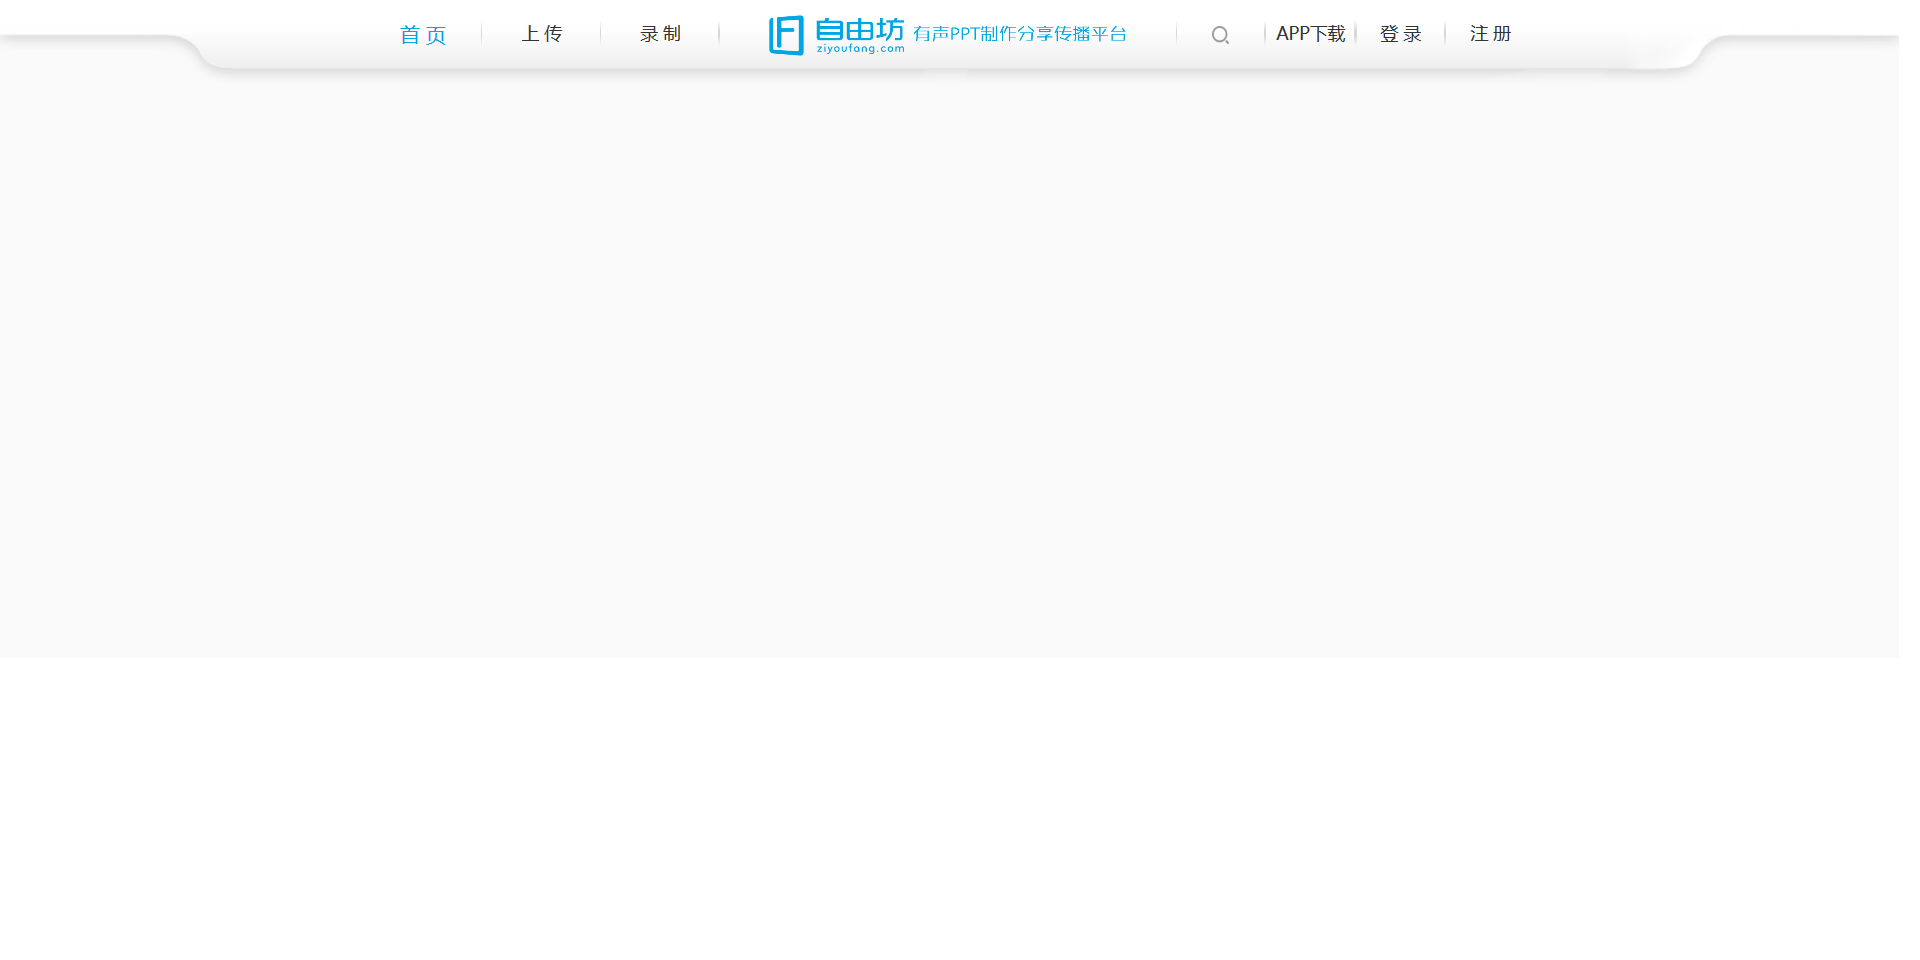 首 页
上 传
录 制
自由坊
ziyoufang.com
有声PPT制作分享传播平台
APP下载
登 录
注 册